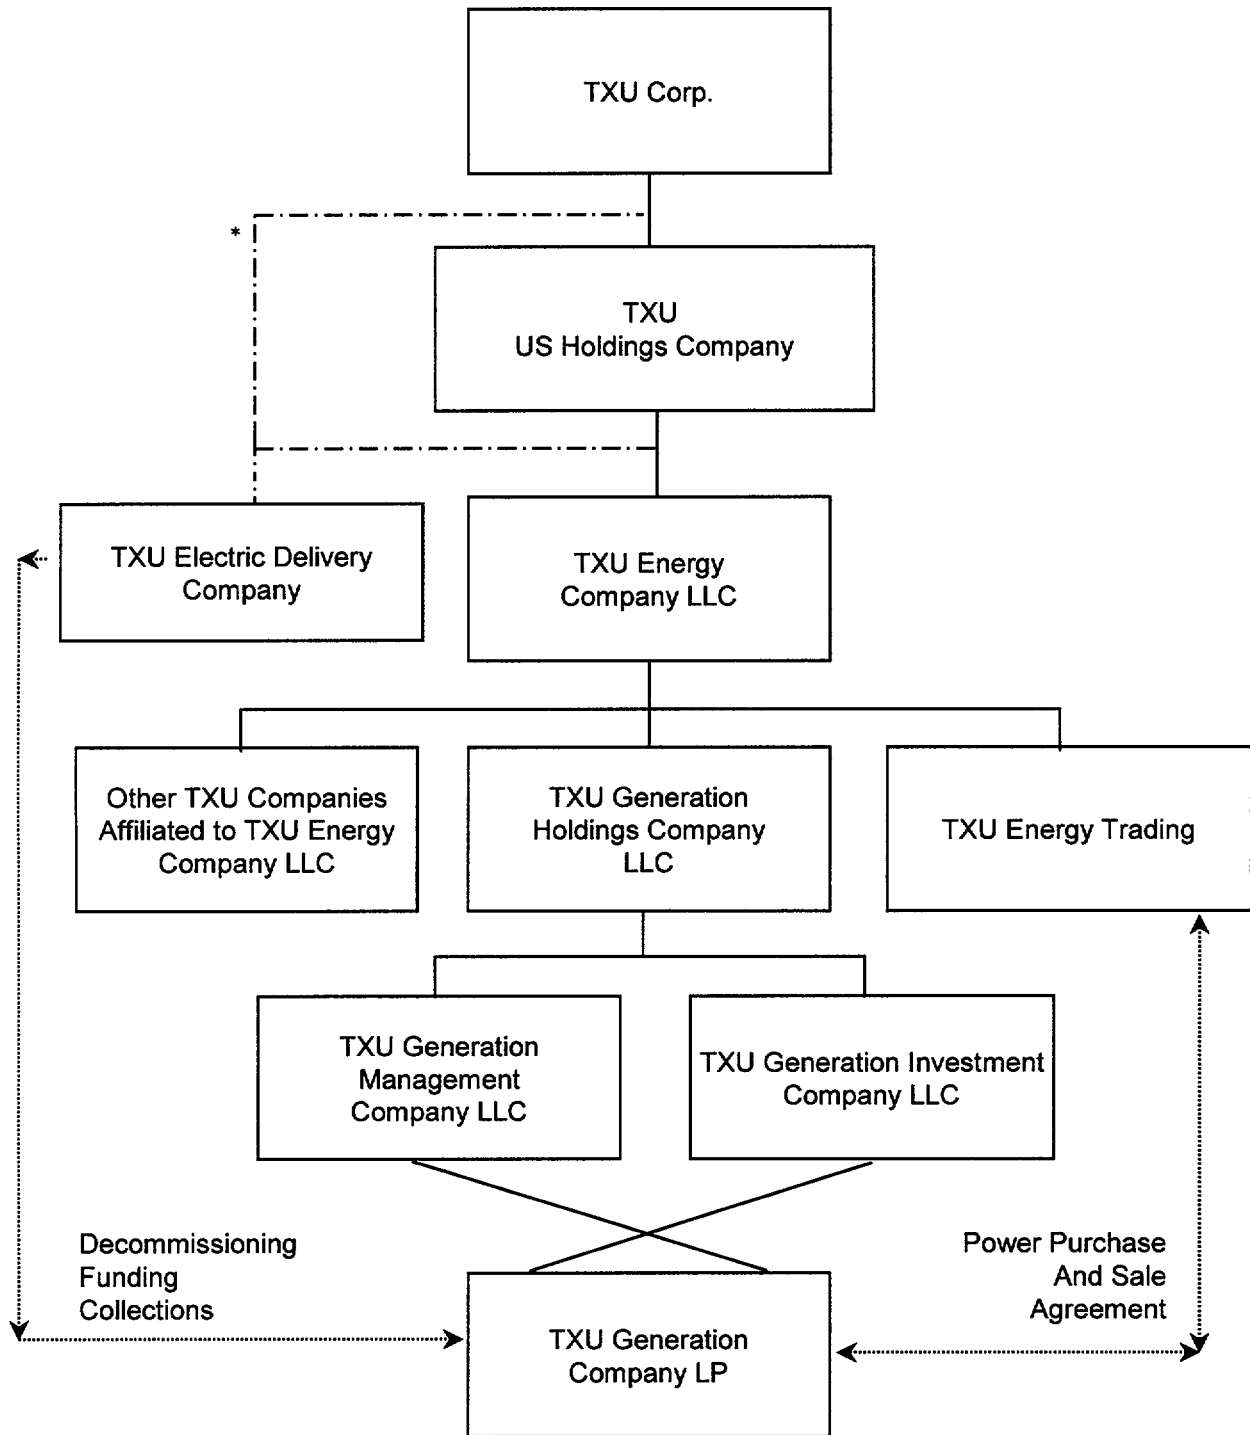 TXU Corp.
*
TXU
US Holdings Company
TXU Electric Delivery
Company
TXU Energy
Company LLC
Other TXU Companies
Affiliated to TXU Energy
Company LLC
TXU Generation
Holdings Company
LLC
TXU Energy Trading
TXU Generation
Management
Company LLC
TXU Generation Investment
Company LLC
Decommissioning
Funding
Collections
Power Purchase
And Sale
Agreement
TXU Generation
Company LP